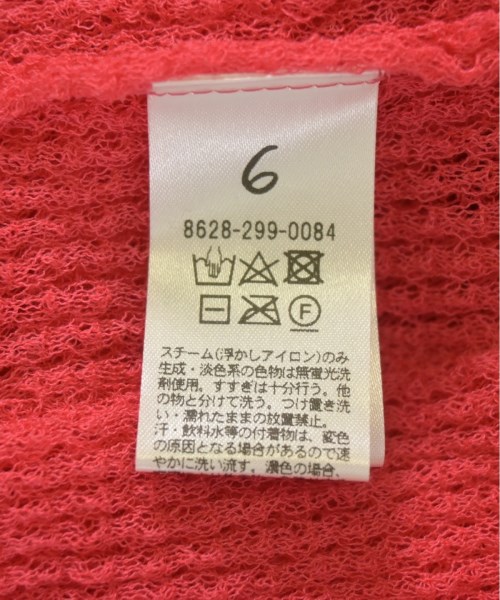 6
8628-299-0084
F
スチーム(浮かしアイロン)のみ
生成・淡色系の色物は無蛍光洗
剤使用。すすぎは十分行う。他
の物と分けて洗う。つけ置き洗
い・濡れたままの放置禁止。
汗・飲料水等の付着物は、変色
の原因となる場合があるので速
やかに洗い流す。濃色の場合、